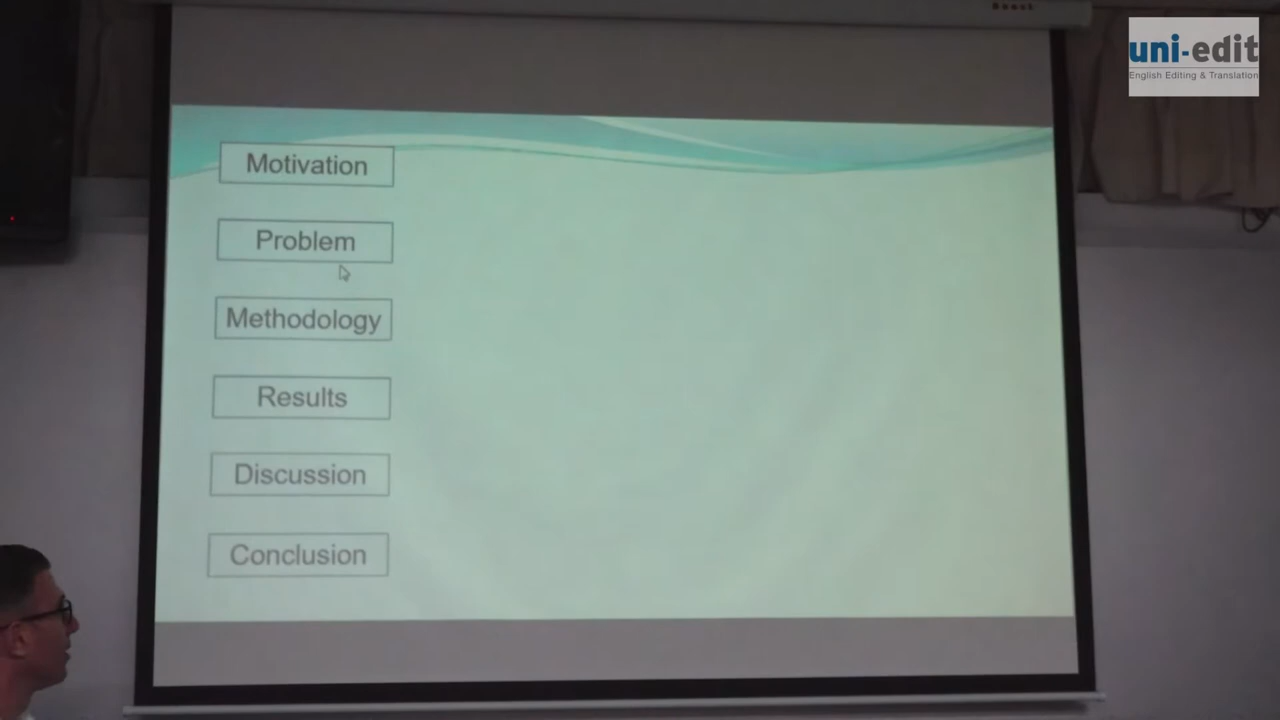 uni-edit
English Editing & Translation
Motivation
Problem
Methodology
Results
Discussion
Conclusion